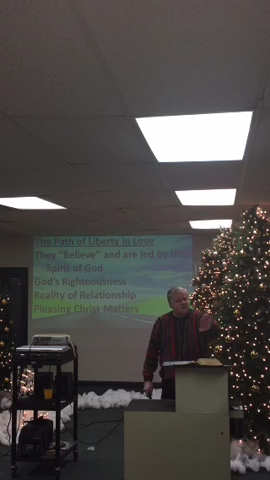 The Path of Liberty in Love
They "Believe" and are led by the
Spirit of God
God's Righteousness
Reality of Relationship
Pleasing Christ Matters